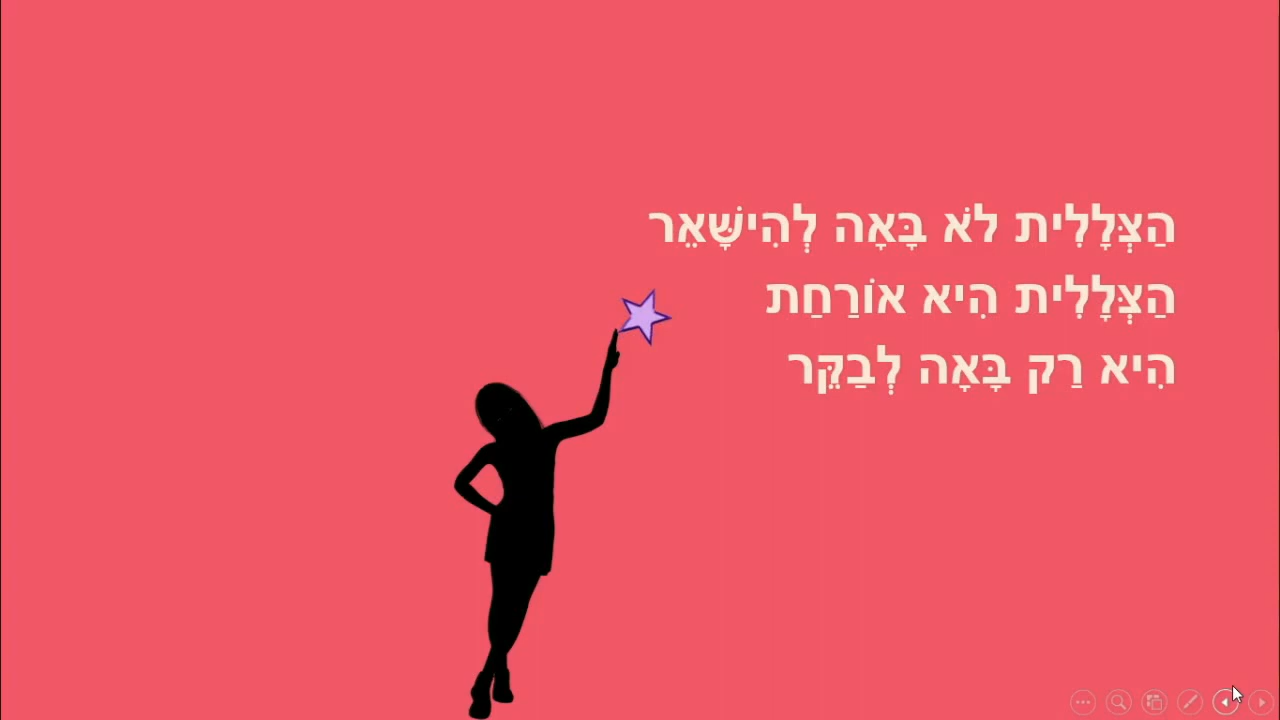 הַצְּלָלִית לֹא בָּאָה לְהִישָּׁאֵר
הַצְּלָלִית הִיא אוֹרַחַת
הִיא רַק בָּאָה לְבַקֵּר